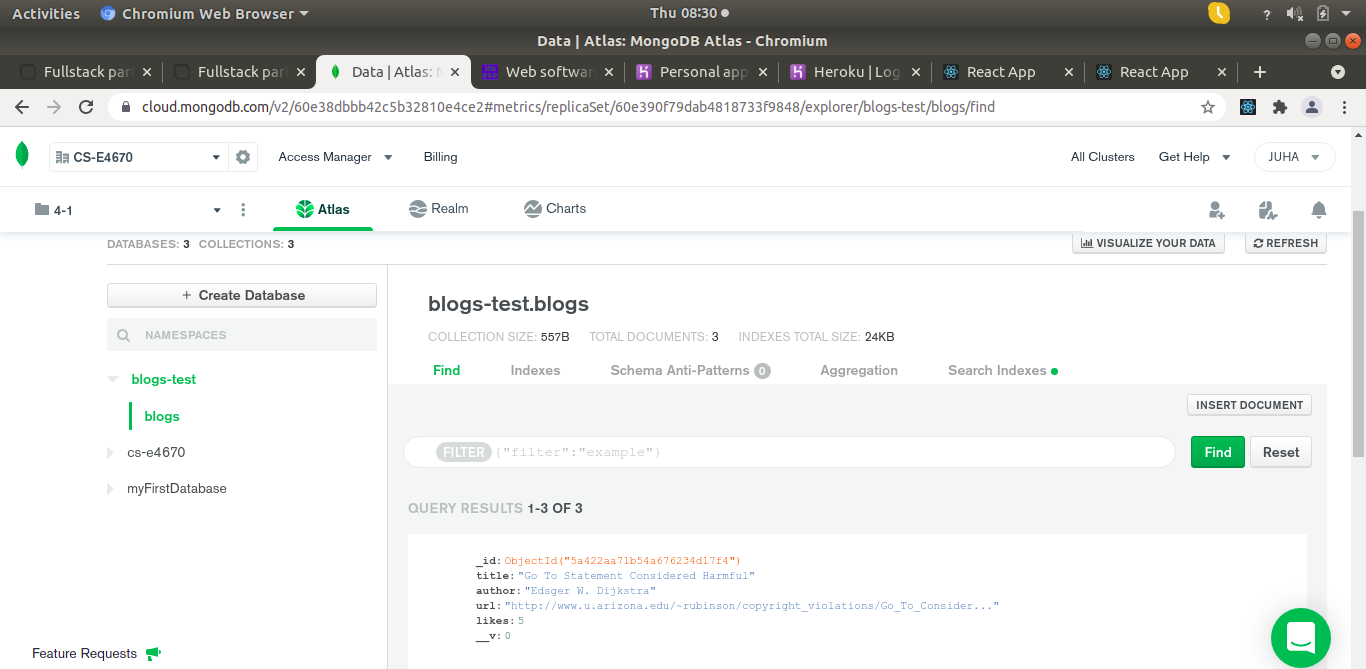 Activities Chromium Web Browser Thu 08:30
Data | Atlas: MongoDB Atlas - Chromium
Fullstack par Fullstack par Data | Atlas: M Web softwar Personal app Heroku | Log React App React App
cloud.mongodb.com/v2/60e38dbbb42c5b32810e4ce2#metrics/replicaSet/60e390f79dab4818733f9848/explorer/blogs-test/blogs/find
CS-E4670 Access Manager Billing All Clusters Get Help JUHA
4-1 Atlas Realm Charts
DATABASES: 3 COLLECTIONS: 3 VISUALIZE YOUR DATA REFRESH
+ Create Database
NAMESPACES
blogs-test
blogs
cs-e4670
myFirstDatabase
Feature Requests
blogs-test.blogs
COLLECTION SIZE: 557B TOTAL DOCUMENTS: 3 INDEXES TOTAL SIZE: 24KB
Find Indexes Schema Anti-Patterns 0 Aggregation Search Indexes
INSERT DOCUMENT
FILTER {"filter":"example"} Find Reset
QUERY RESULTS 1-3 OF 3
_id: ObjectId("5a422aa71b54a676234d17f4")
title: "Go To Statement Considered Harmful"
author: "Edsger W. Dijkstra"
url: "http://www.u.arizona.edu/~rubinson/copyright_violations/Go_To_Consider..."
likes: 5
__v: 0